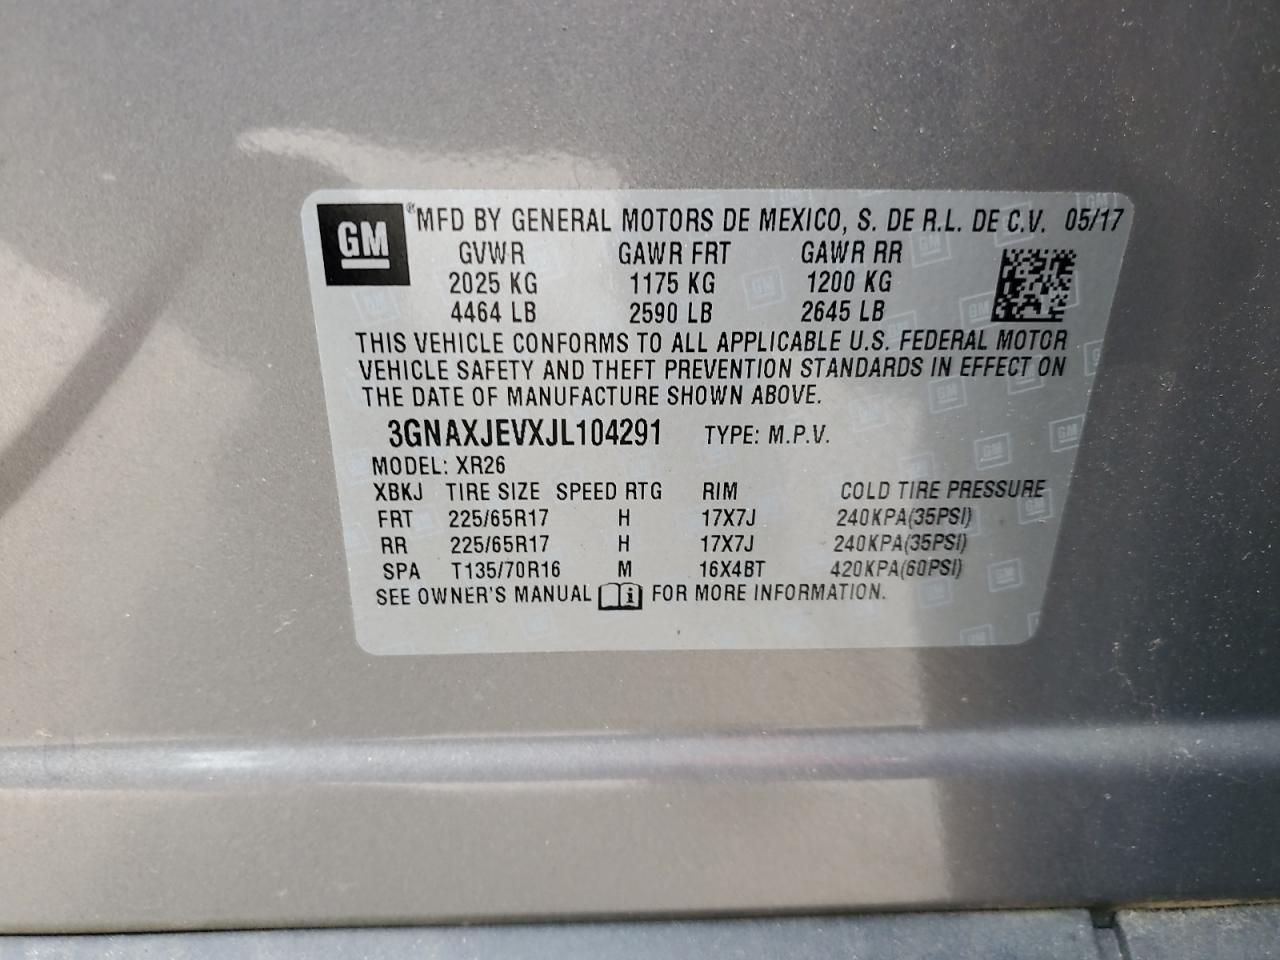 GM ® MFD BY GENERAL MOTORS DE MEXICO, S. DE R.L. DE C.V. 05/17
GVWR GAWR FRT GAWR RR
2025 KG 1175 KG 1200 KG
4464 LB 2590 LB 2645 LB
THIS VEHICLE CONFORMS TO ALL APPLICABLE U.S. FEDERAL MOTOR
VEHICLE SAFETY AND THEFT PREVENTION STANDARDS IN EFFECT ON
THE DATE OF MANUFACTURE SHOWN ABOVE.
3GNAXJEVXJL104291 TYPE: M.P.V.
MODEL: XR26
XBKJ TIRE SIZE SPEED RTG RIM COLD TIRE PRESSURE
FRT 225/65R17 H 17X7J 240KPA(35PSI)
RR 225/65R17 H 17X7J 240KPA(35PSI)
SPA T135/70R16 M 16X4BT 420KPA(60PSI)
SEE OWNER'S MANUAL i FOR MORE INFORMATION.